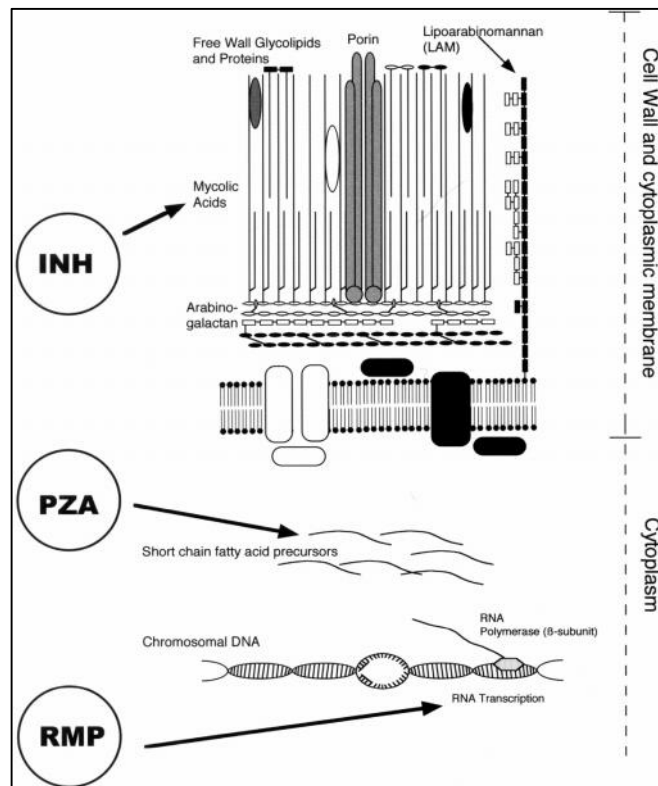 Free Wall Glycolipids
and Proteins
Porin
Lipoarabinomannan
(LAM)
Mycolic
Acids
INH
Arabino-
galactan
Cell Wall and cytoplasmic membrane
PZA
Short chain fatty acid precursors
Cytoplasm
RNA
Polymerase (ß-subunit)
Chromosomal DNA
RNA Transcription
RMP